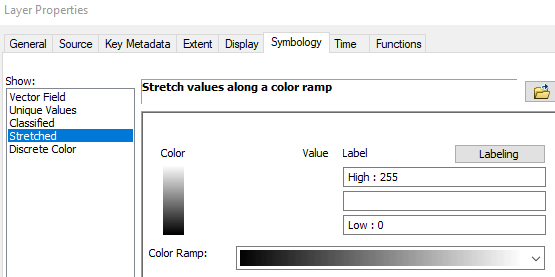 Layer Properties
General Source Key Metadata Extent Display Symbology Time Functions
Show:
Vector Field
Unique Values
Classified
Stretched
Discrete Color
Stretch values along a color ramp
Color Value Label Labeling
High : 255
Low : 0
Color Ramp: